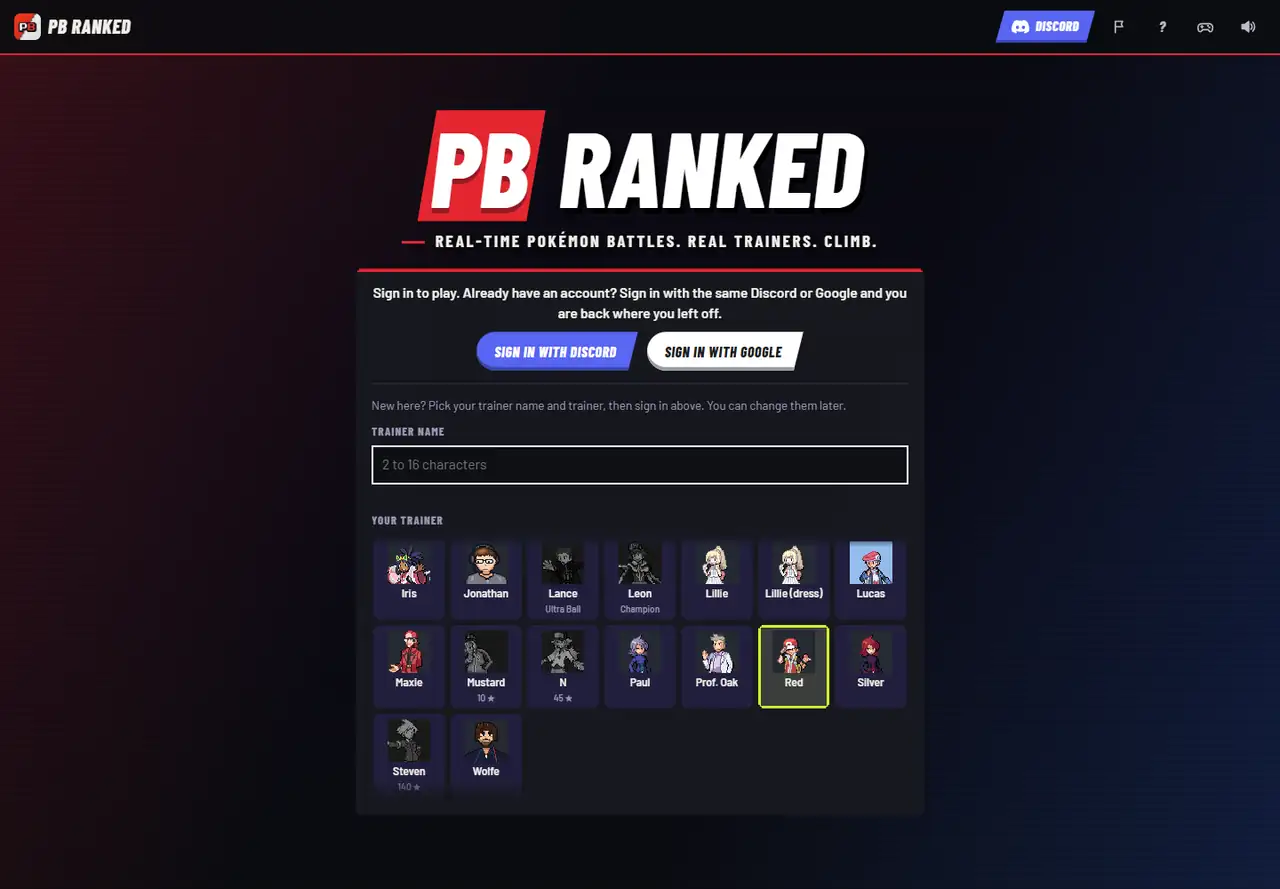 PB PB RANKED
DISCORD
?
PB RANKED
REAL-TIME POKÉMON BATTLES. REAL TRAINERS. CLIMB.
Sign in to play. Already have an account? Sign in with the same Discord or Google and you
are back where you left off.
SIGN IN WITH DISCORD SIGN IN WITH GOOGLE
New here? Pick your trainer name and trainer, then sign in above. You can change them later.
TRAINER NAME
2 to 16 characters
YOUR TRAINER
Iris Jonathan Lance Leon Lillie Lillie (dress) Lucas
Ultra Ball Champion
Maxie Mustard N Paul Prof. Oak Red Silver
10 ★ 45 ★
Steven Wolfe
140 ★